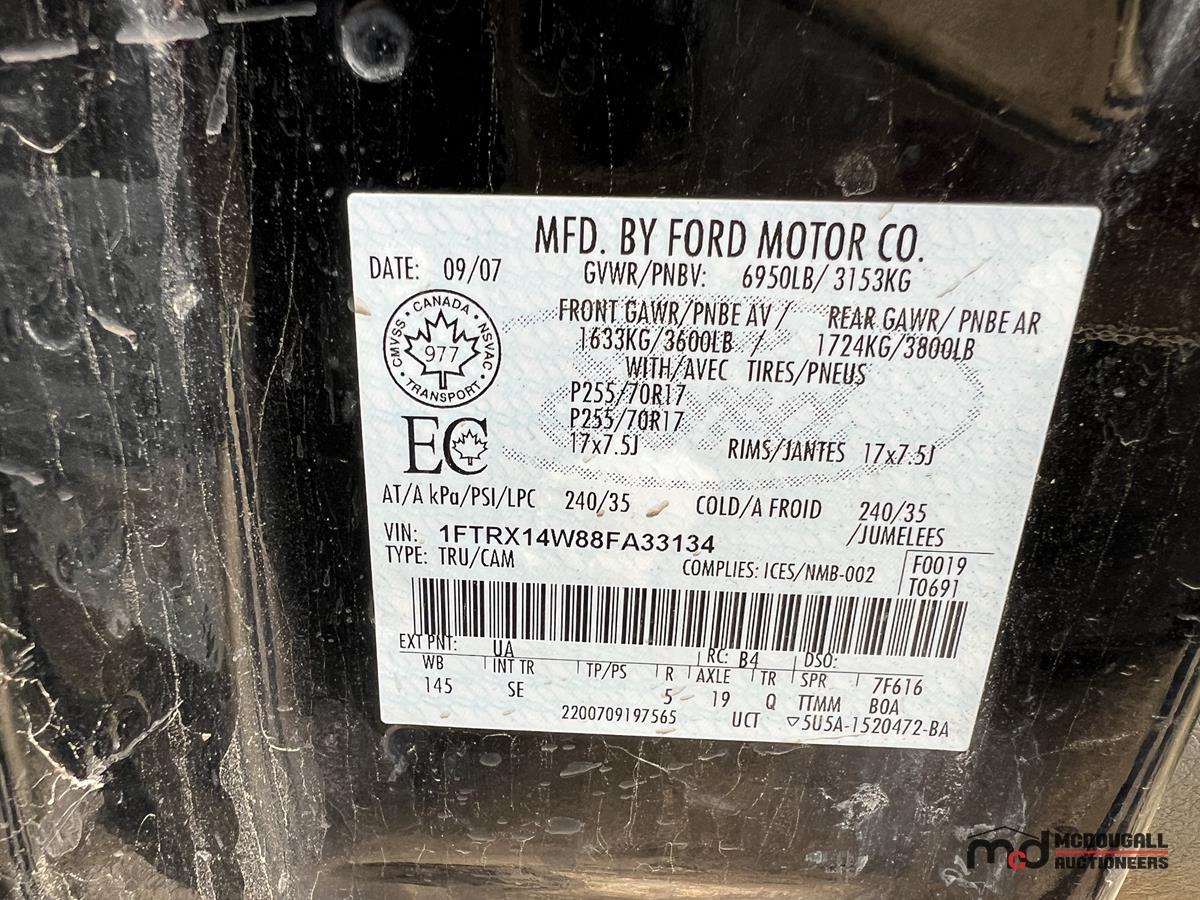 MFD. BY FORD MOTOR CO.
DATE: 09/07 GVWR/PNBV: 6950LB/ 3153KG
CANADA CMVSS NSVAC 977 TRANSPORT
FRONT GAWR/PNBE AV / REAR GAWR/ PNBE AR
1633KG/3600LB / 1724KG/3800LB
WITH/AVEC TIRES/PNEUS
P255/70R17
P255/70R17
EC
17x7.5J RIMS/JANTES 17x7.5J
AT/A kPa/PSI/LPC 240/35 COLD/A FROID 240/35
/JUMELEES
VIN: 1FTRX14W88FA33134
TYPE: TRU/CAM COMPLIES: ICES/NMB-002 F0019
T0691
EXT PNT: UA RC: B4 DSO:
WB INT TR TP/PS R AXLE TR SPR 7F616
145 SE 5 19 Q TTMM BOA
2200709197565 UCT ▽5U5A-1520472-BA
mcd MCDOUGALL
AUCTIONEERS